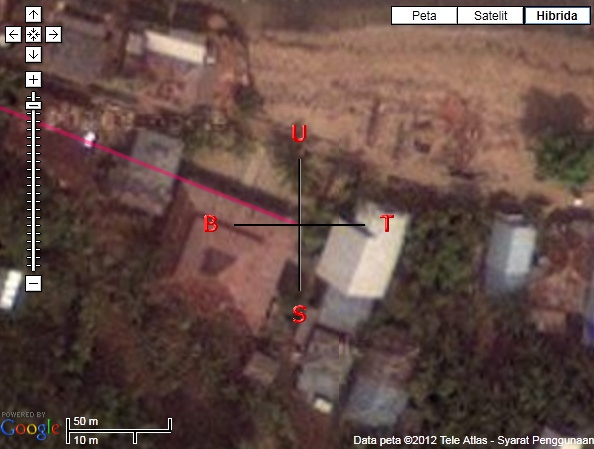 Peta Satelit Hibrida
U
B T
S
50 m
10 m
POWERED BY
Google
Data peta ©2012 Tele Atlas - Syarat Penggunaan